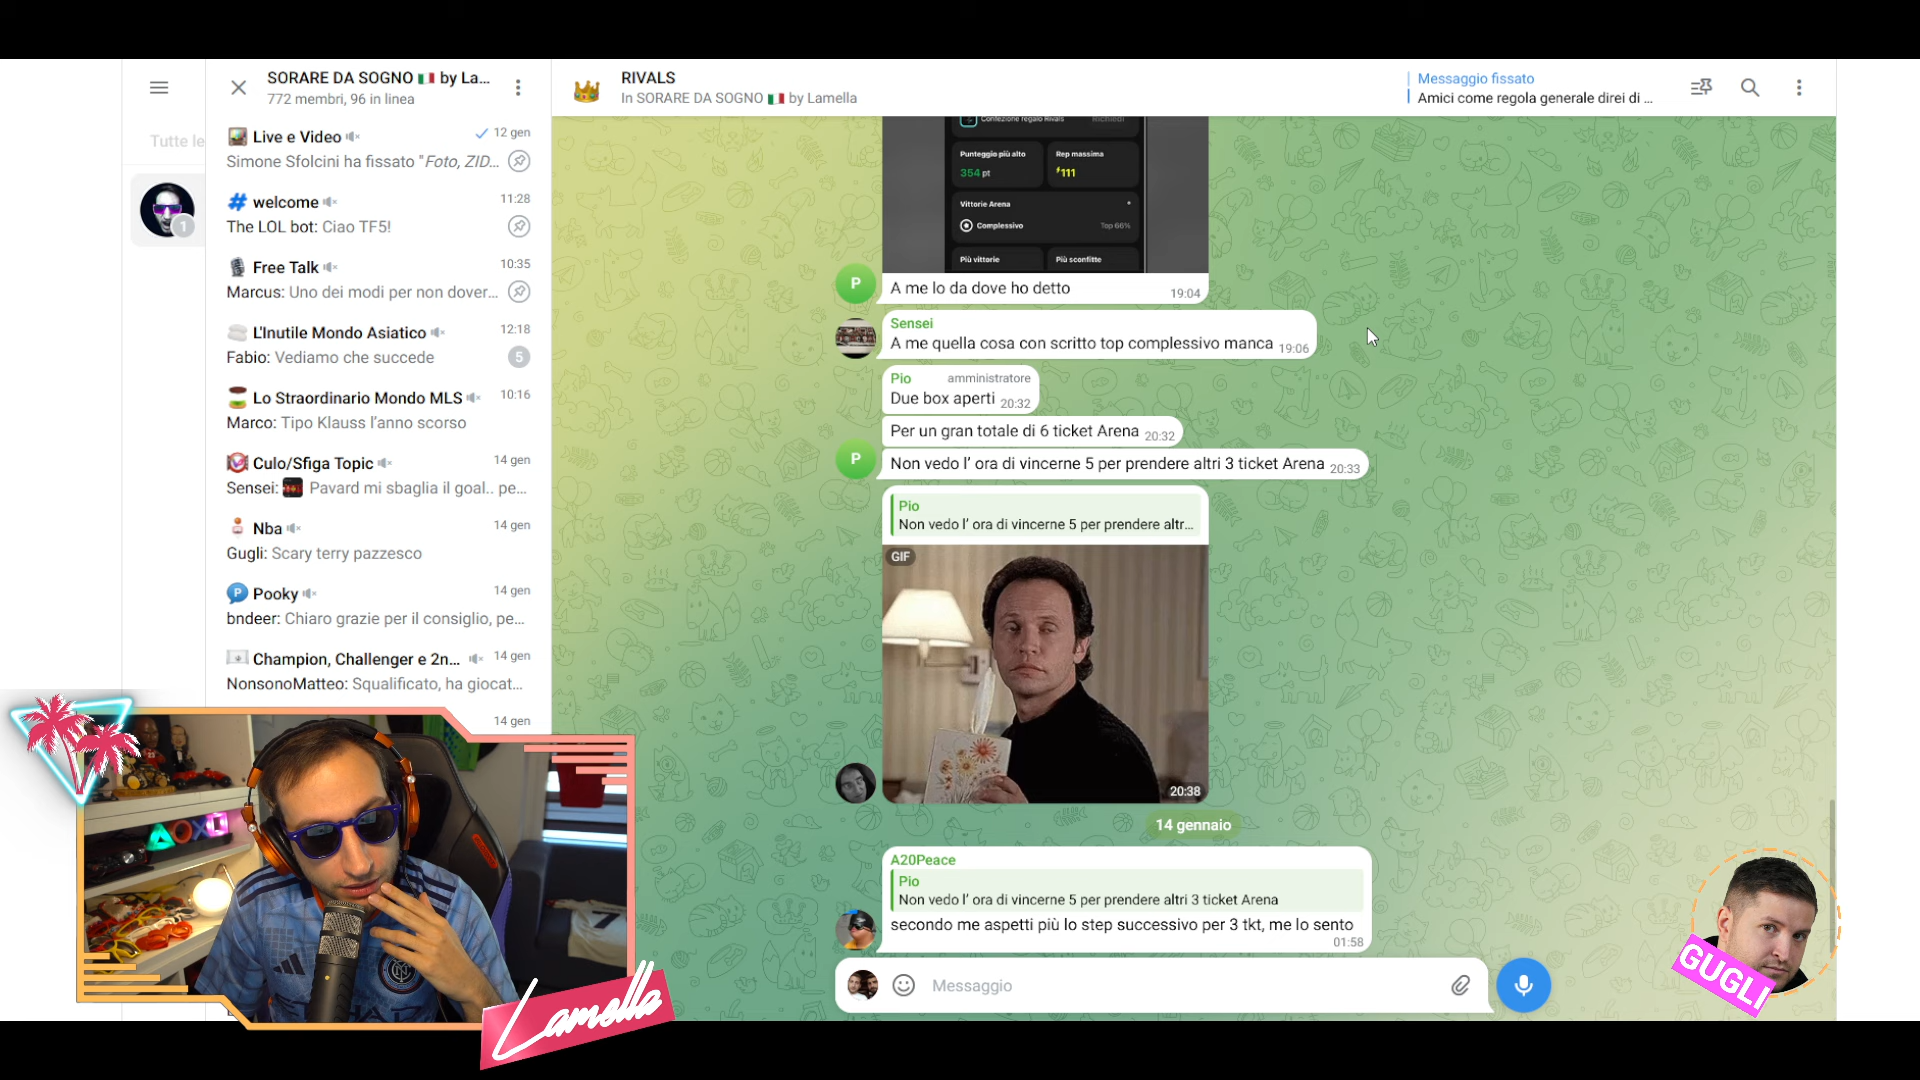 SORARE DA SOGNO 🇮🇹 by La...
772 membri, 96 in linea
Tutte le
1
Live e Video
12 gen
Simone Sfolcini ha fissato "Foto, ZID...
# welcome
11:28
The LOL bot: Ciao TF5!
Free Talk
10:35
Marcus: Uno dei modi per non dover...
L'Inutile Mondo Asiatico
12:18
Fabio: Vediamo che succede
5
Lo Straordinario Mondo MLS
10:16
Marco: Tipo Klauss l'anno scorso
Culo/Sfiga Topic
14 gen
Sensei: Pavard mi sbaglia il goal.. pe...
Nba
14 gen
Gugli: Scary terry pazzesco
P Pooky
14 gen
bndeer: Chiaro grazie per il consiglio, pe...
Champion, Challenger e 2n...
14 gen
NonsonoMatteo: Squalificato, ha giocat...
14 gen
RIVALS
In SORARE DA SOGNO 🇮🇹 by Lamella
Messaggio fissato
Amici come regola generale direi di ...
Confezione regalo Rivals
Richiedi
Punteggio più alto
354 pt
Rep massima
111
Vittorie Arena
Complessivo
Top 66%
Più vittorie
Più sconfitte
P
A me lo da dove ho detto
19:04
Sensei
A me quella cosa con scritto top complessivo manca 19:06
Pio amministratore
Due box aperti 20:32
Per un gran totale di 6 ticket Arena 20:32
P
Non vedo l' ora di vincerne 5 per prendere altri 3 ticket Arena 20:33
Pio
Non vedo l' ora di vincerne 5 per prendere altr...
GIF
20:38
14 gennaio
A20Peace
Pio
Non vedo l' ora di vincerne 5 per prendere altri 3 ticket Arena
secondo me aspetti più lo step successivo per 3 tkt, me lo sento
01:58
Messaggio
Lamella
GUGLI